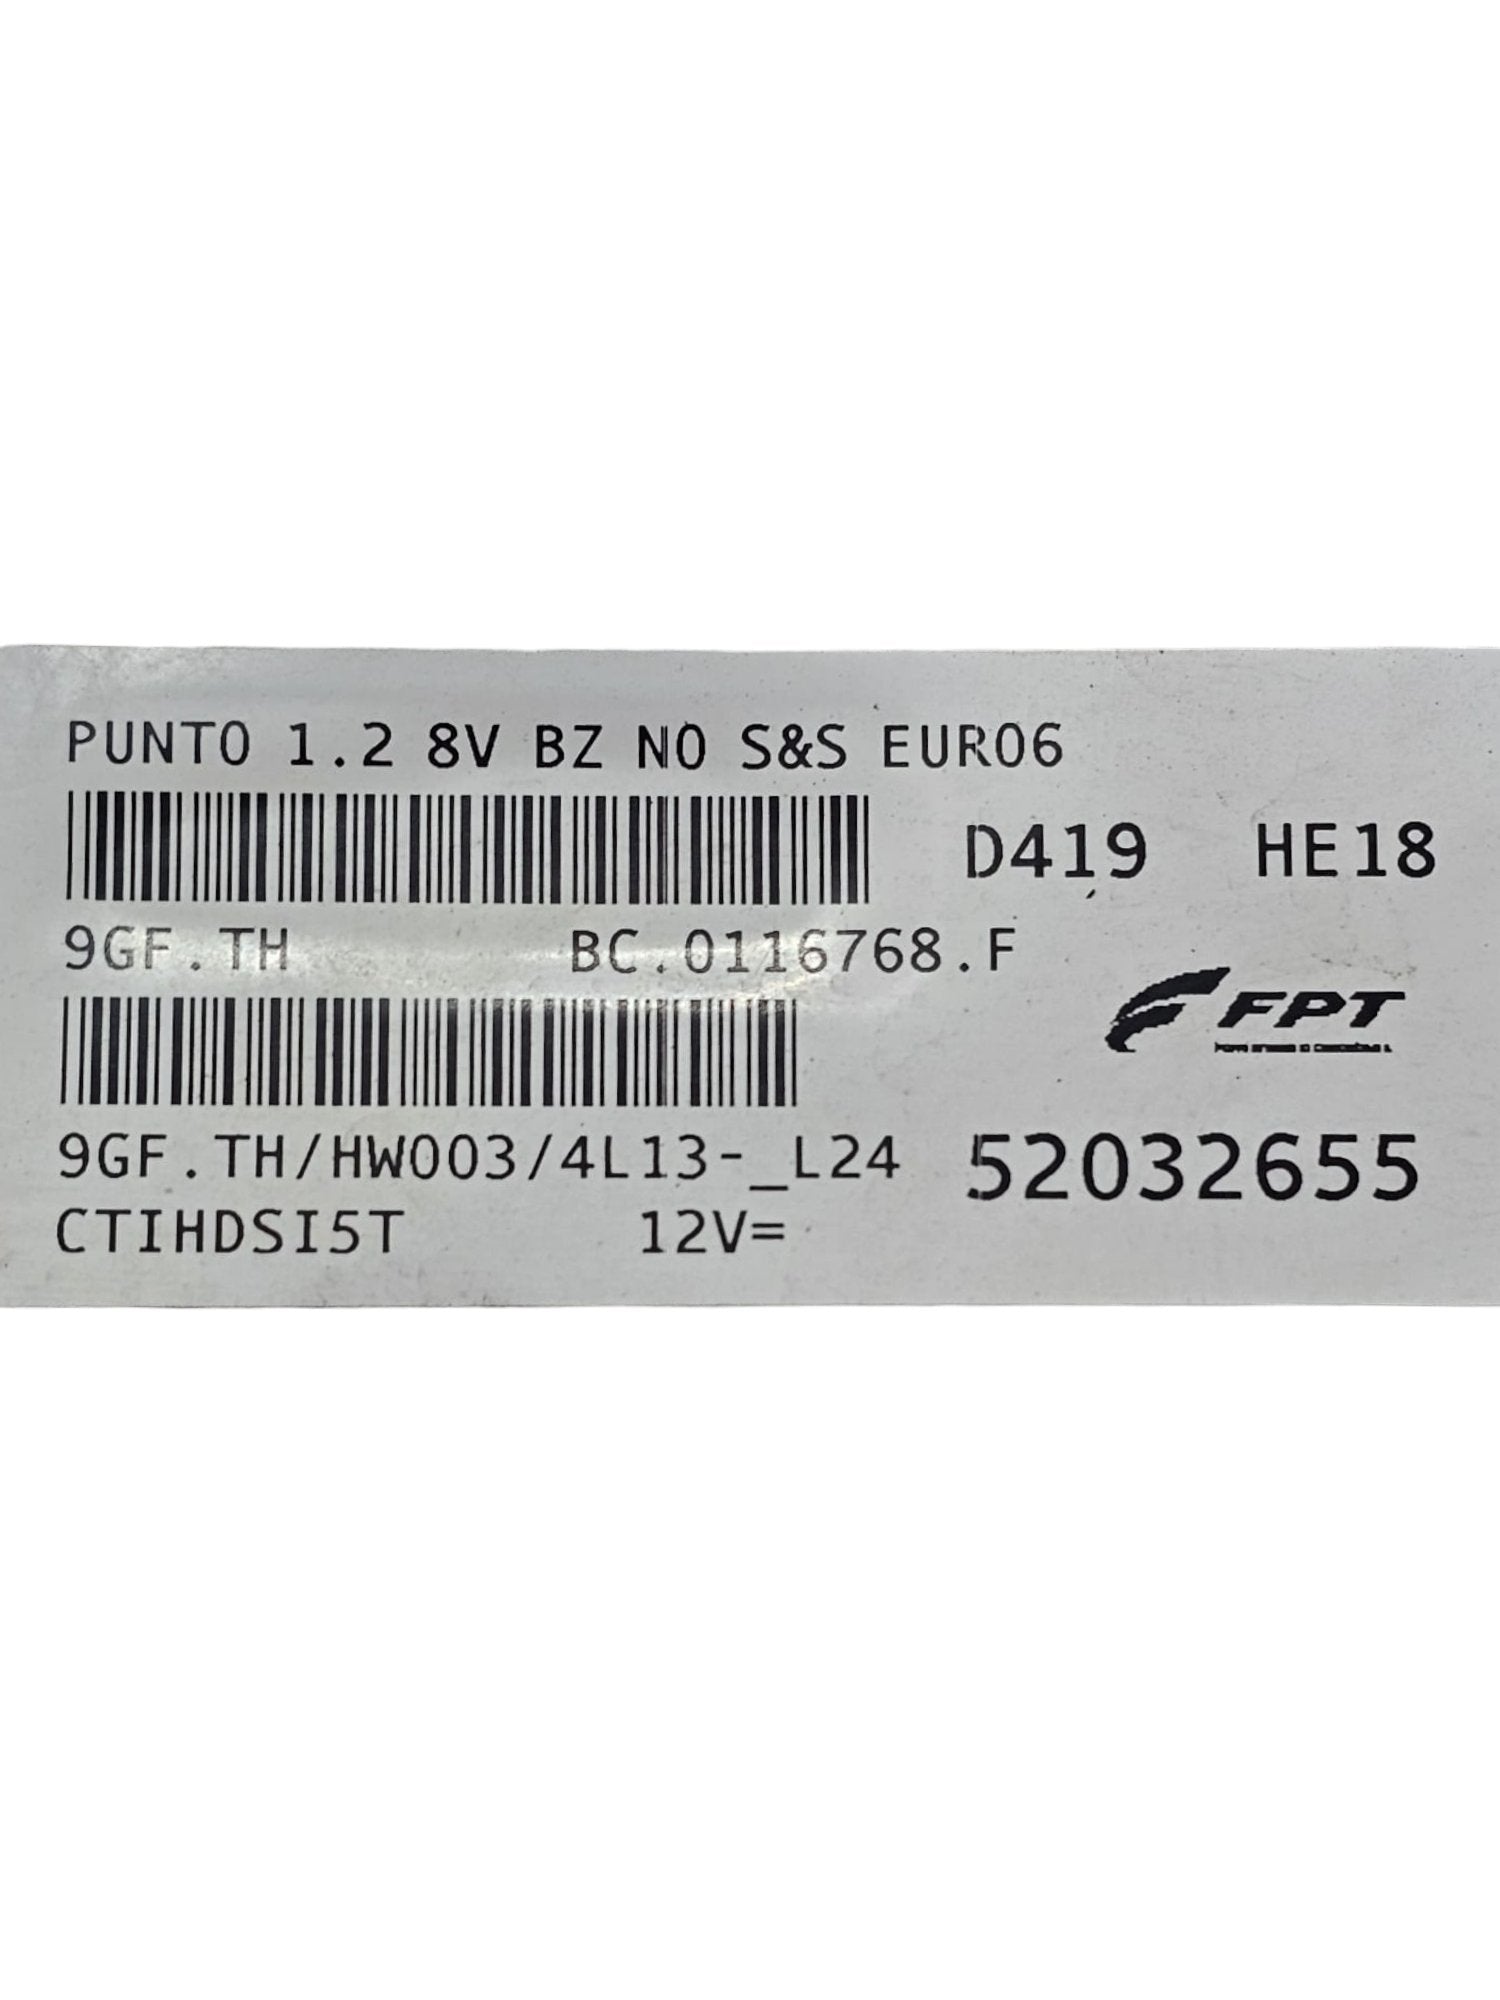 PUNTO 1.2 8V BZ NO S&S EURO6
D419 HE18
9GF.TH BC.0116768.F
FPT
9GF.TH/HW003/4L13-_L24
52032655
CTIHDSI5T 12V=